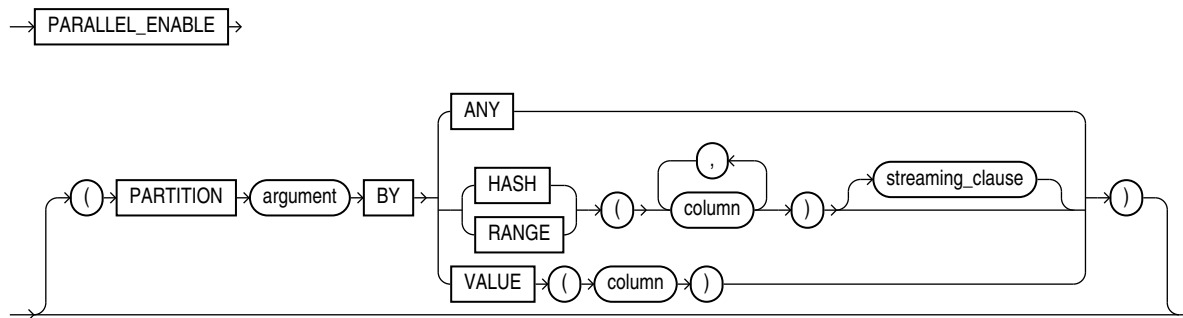 PARALLEL_ENABLE
ANY
,
HASH
streaming_clause
( PARTITION argument BY ( column ) )
RANGE
VALUE ( column )